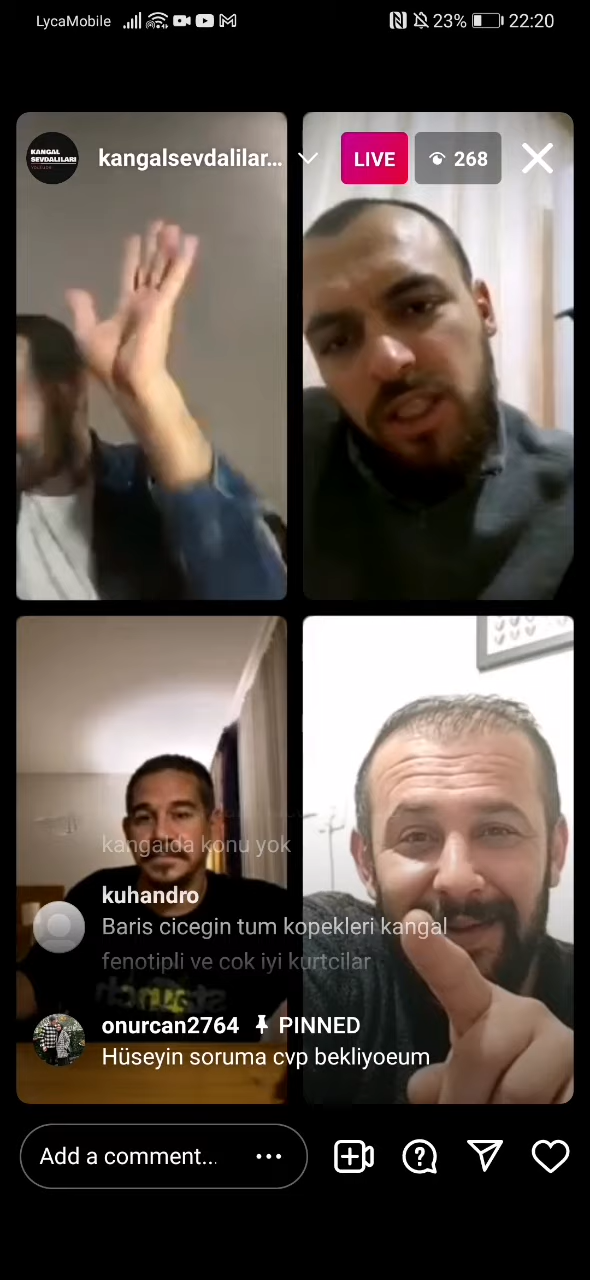 LycaMobile 23% 22:20
KANGAL
SEVDALILARI
kangalsevdalilar...
LIVE
268
kangalda konu yok
kuhandro
Baris cicegin tum kopekleri kangal
fenotipli ve cok iyi kurtcilar
onurcan2764 PINNED
Hüseyin soruma cvp bekliyoeum
Add a comment...